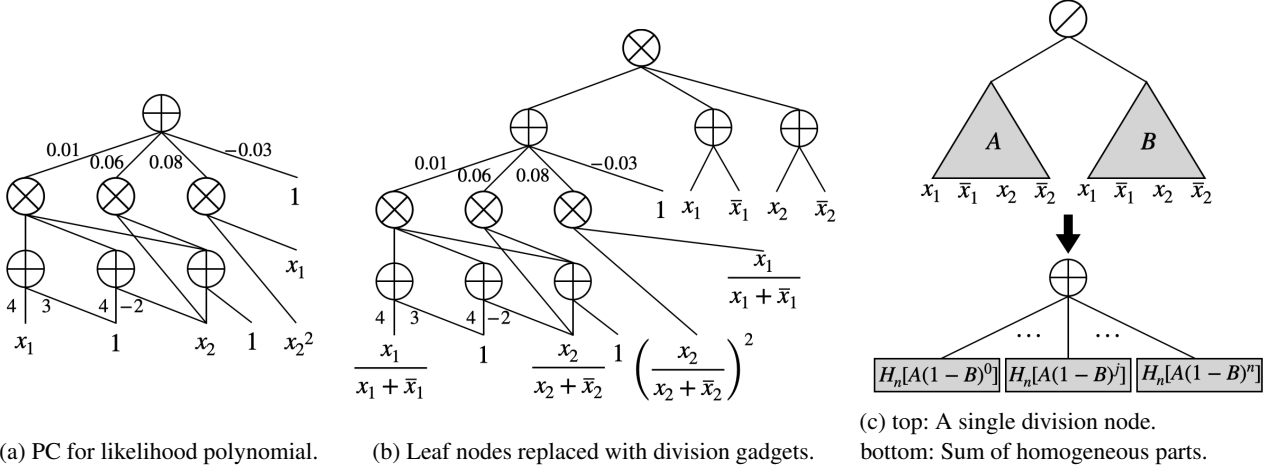 0.01 0.06 0.08 −0.03
1
x₁
4 3 4 −2
x₁ 1 x₂ 1 x₂²
(a) PC for likelihood polynomial.
0.01 0.06 0.08 −0.03
1 x₁ x̄₁ x₂ x̄₂
x₁
x₁ + x̄₁
4 3 4 −2
x₁ 1 x₂ 1 ( x₂ )²
x₁ + x̄₁ x₂ + x̄₂ x₂ + x̄₂
(b) Leaf nodes replaced with division gadgets.
A B
x₁ x̄₁ x₂ x̄₂ x₁ x̄₁ x₂ x̄₂
… …
Hₙ[A(1 − B)⁰] Hₙ[A(1 − B)ʲ] Hₙ[A(1 − B)ⁿ]
(c) top: A single division node.
bottom: Sum of homogeneous parts.